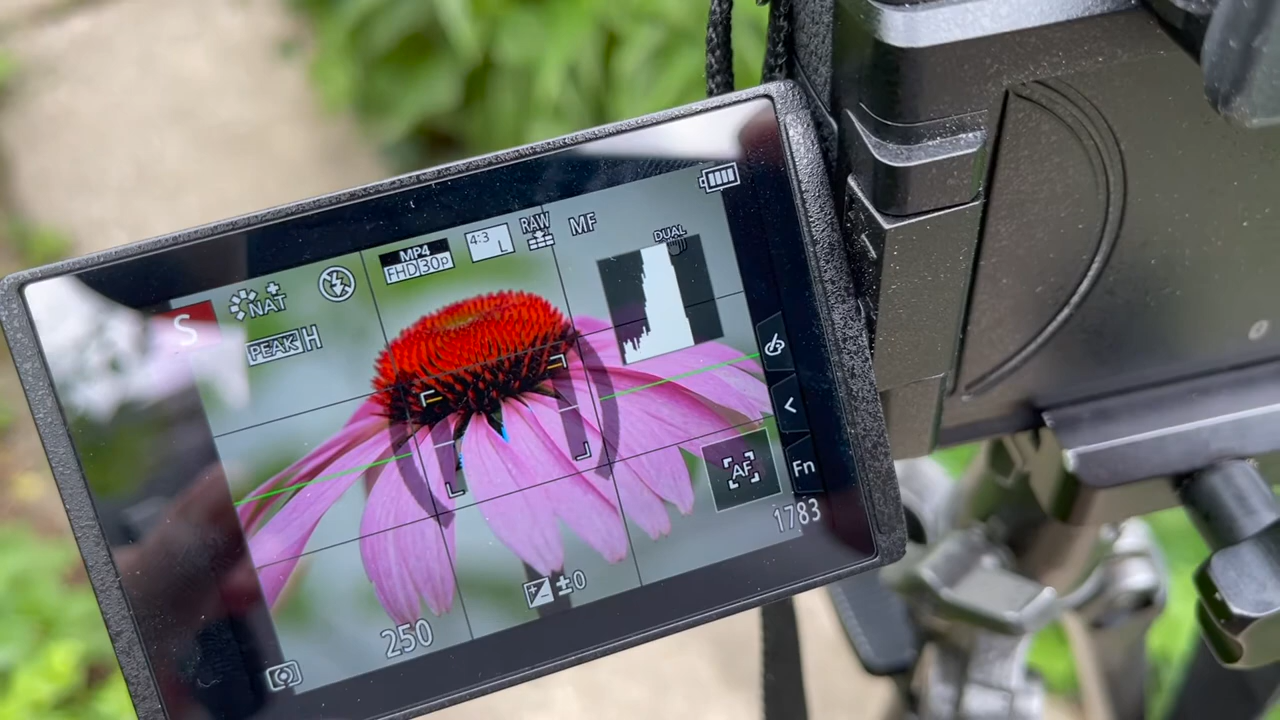 S
NAT
MP4
FHD 30p
4:3
L
RAW
MF
DUAL
PEAK H
AF
Fn
1783
±0
250